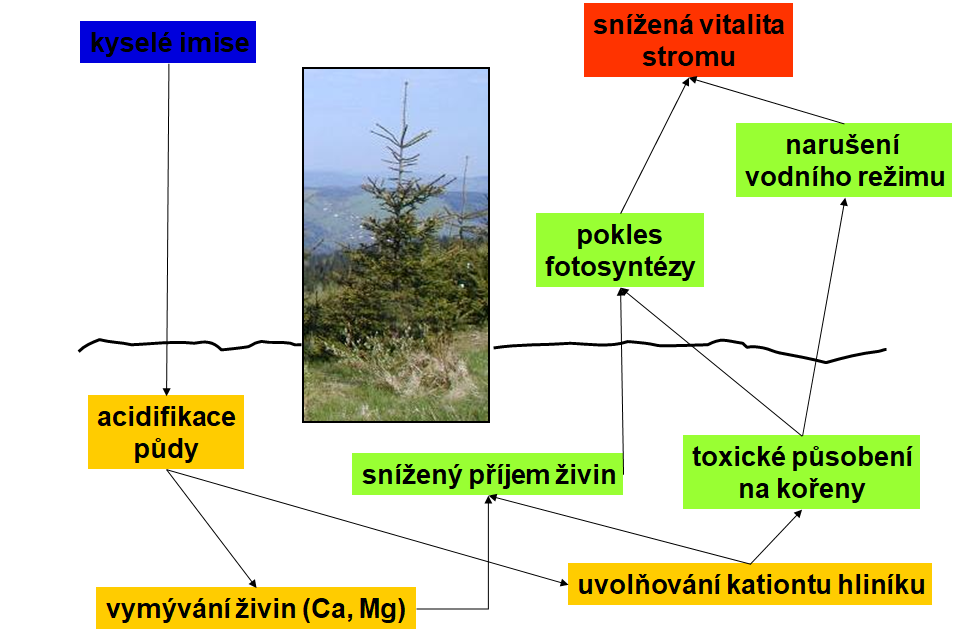 kyselé imise
snížená vitalita
stromu
narušení
vodního režimu
pokles
fotosyntézy
acidifikace
půdy
snížený příjem živin
toxické působení
na kořeny
vymývání živin (Ca, Mg)
uvolňování kationtu hliníku